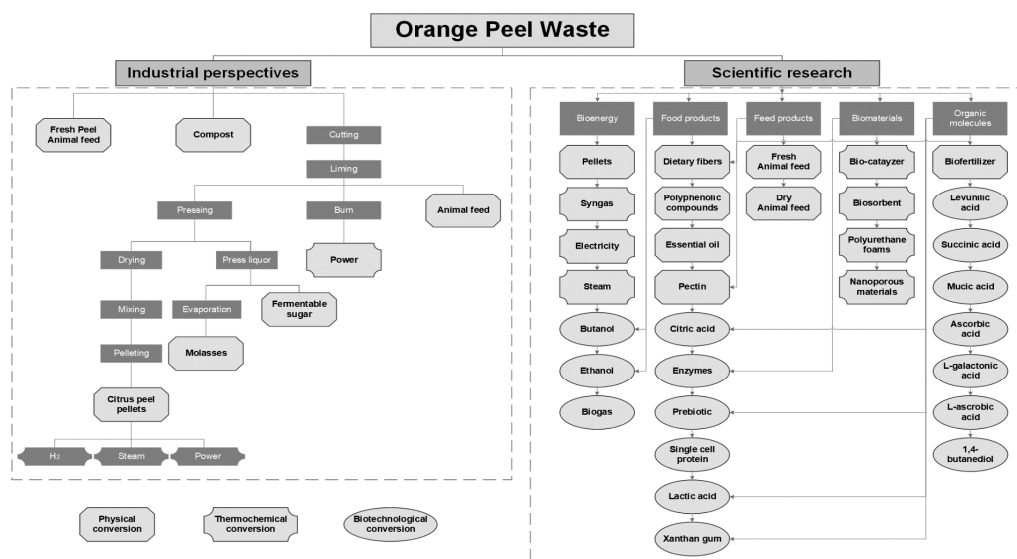 Orange Peel Waste
Industrial perspectives
Scientific research
Fresh Peel
Animal feed
Compost
Cutting
Liming
Pressing
Burn
Animal feed
Drying
Press liquor
Power
Mixing
Evaporation
Fermentable
sugar
Pelleting
Molasses
Citrus peel
pellets
H2
Steam
Power
Physical
conversion
Thermochemical
conversion
Biotechnological
conversion
Bioenergy
Food products
Feed products
Biomaterials
Organic
molecules
Pellets
Syngas
Electricity
Steam
Butanol
Ethanol
Biogas
Dietary fibers
Polyphenolic
compounds
Essential oil
Pectin
Citric acid
Enzymes
Prebiotic
Single cell
protein
Lactic acid
Xanthan gum
Fresh
Animal feed
Dry
Animal feed
Bio-catayzer
Biosorbent
Polyurethane
foams
Nanoporous
materials
Biofertilizer
Levunilic
acid
Succinic acid
Mucic acid
Ascorbic
acid
L-galactonic
acid
L-ascrobic
acid
1,4-
butanediol